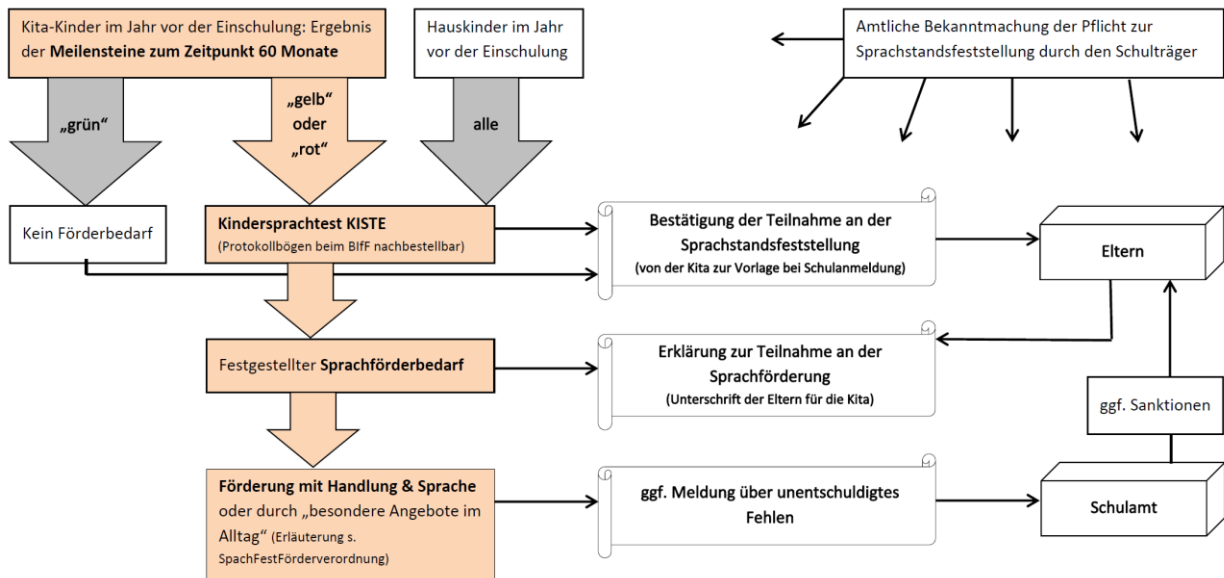 Kita-Kinder im Jahr vor der Einschulung: Ergebnis
der Meilensteine zum Zeitpunkt 60 Monate
Hauskinder im Jahr
vor der Einschulung
Amtliche Bekanntmachung der Pflicht zur
Sprachstandsfeststellung durch den Schulträger
„grün“
„gelb“
oder
„rot“
alle
Kein Förderbedarf
Kindersprachtest KISTE
(Protokollbögen beim BIfF nachbestellbar)
Bestätigung der Teilnahme an der
Sprachstandsfeststellung
(von der Kita zur Vorlage bei Schulanmeldung)
Eltern
Festgestellter Sprachförderbedarf
Erklärung zur Teilnahme an der
Sprachförderung
(Unterschrift der Eltern für die Kita)
ggf. Sanktionen
Förderung mit Handlung & Sprache
oder durch „besondere Angebote im
Alltag“ (Erläuterung s.
SpachFestFörderverordnung)
ggf. Meldung über unentschuldigtes
Fehlen
Schulamt